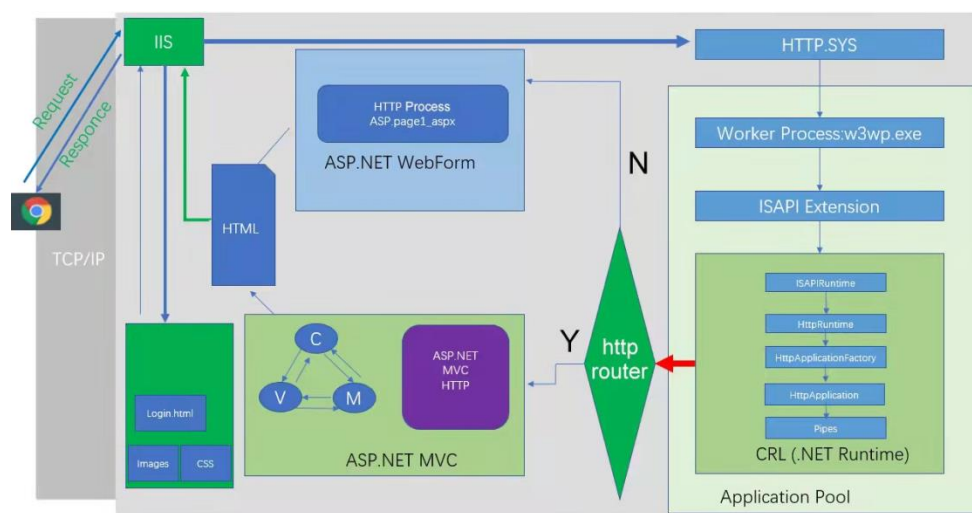 IIS
HTTP.SYS
Request
Responce
TCP/IP
HTTP Process
ASP.page1_aspx
ASP.NET WebForm
N
Worker Process:w3wp.exe
ISAPI Extension
HTML
ISAPIRuntime
HttpRuntime
HttpApplicationFactory
HttpApplication
Pipes
CRL (.NET Runtime)
Application Pool
http
router
Y
C
V
M
ASP.NET
MVC
HTTP
ASP.NET MVC
Login.html
Images
CSS